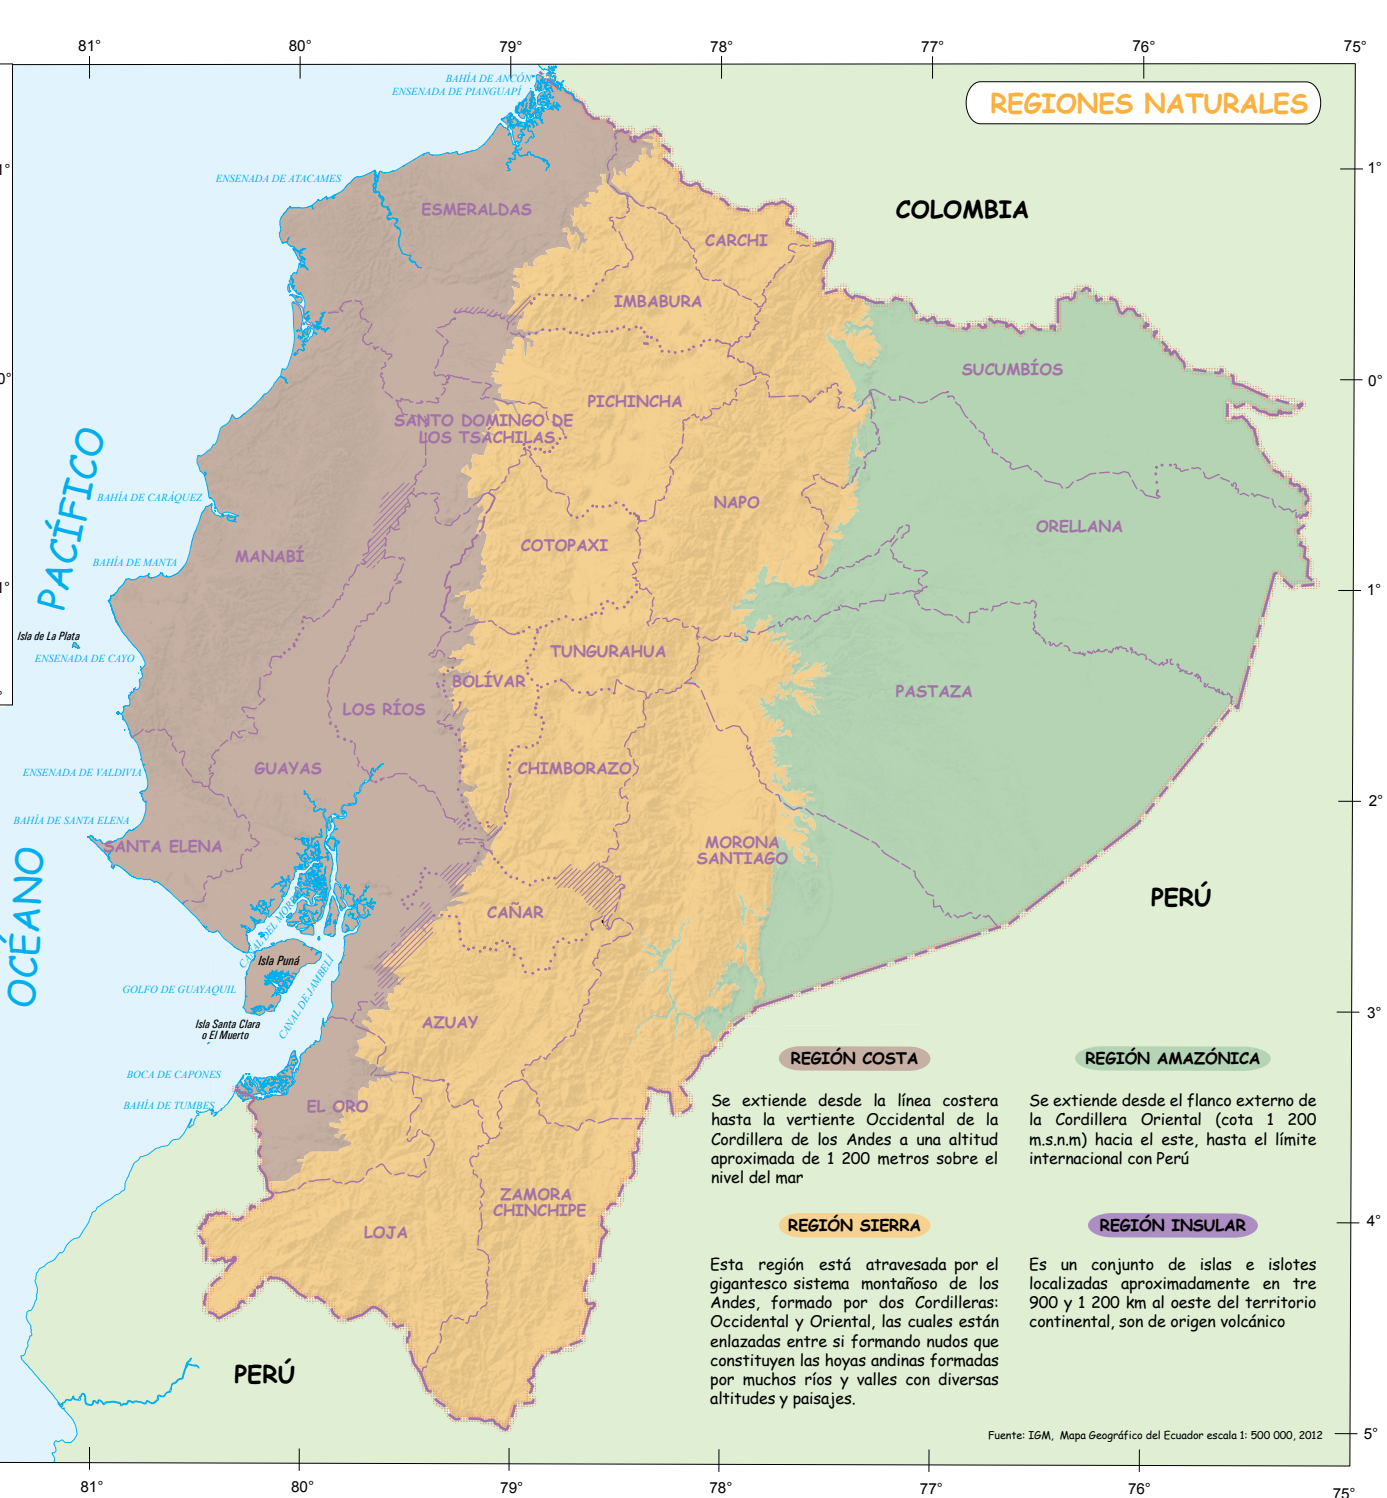 81°
80°
79°
78°
77°
76°
75°
REGIONES NATURALES
BAHÍA DE ANCÓN
ENSENADA DE PIANGUAPÍ
1°
1°
ENSENADA DE ATACAMES
ESMERALDAS
COLOMBIA
CARCHI
IMBABURA
SUCUMBÍOS
0°
0°
PICHINCHA
SANTO DOMINGO DE
LOS TSACHILAS
PACÍFICO
BAHÍA DE CARÁQUEZ
NAPO
ORELLANA
COTOPAXI
MANABÍ
BAHÍA DE MANTA
1°
1°
Isla de La Plata
ENSENADA DE CAYO
TUNGURAHUA
BOLÍVAR
PASTAZA
LOS RÍOS
GUAYAS
CHIMBORAZO
ENSENADA DE VALDIVIA
2°
BAHÍA DE SANTA ELENA
SANTA ELENA
MORONA
SANTIAGO
OCÉANO
PERÚ
CAÑAR
CANAL DEL MORRO
Isla Puná
GOLFO DE GUAYAQUIL
CANAL DE JAMBELÍ
3°
Isla Santa Clara
o El Muerto
AZUAY
BOCA DE CAPONES
BAHÍA DE TUMBES
EL ORO
REGIÓN COSTA
Se extiende desde la línea costera
hasta la vertiente Occidental de la
Cordillera de los Andes a una altitud
aproximada de 1 200 metros sobre el
nivel del mar
REGIÓN AMAZÓNICA
Se extiende desde el flanco externo de
la Cordillera Oriental (cota 1 200
m.s.n.m) hacia el este, hasta el límite
internacional con Perú
ZAMORA
CHINCHIPE
LOJA
4°
REGIÓN SIERRA
Esta región está atravesada por el
gigantesco sistema montañoso de los
Andes, formado por dos Cordilleras:
Occidental y Oriental, las cuales están
enlazadas entre si formando nudos que
constituyen las hoyas andinas formadas
por muchos ríos y valles con diversas
altitudes y paisajes.
REGIÓN INSULAR
Es un conjunto de islas e islotes
localizadas aproximadamente en tre
900 y 1 200 km al oeste del territorio
continental, son de origen volcánico
PERÚ
Fuente: IGM, Mapa Geográfico del Ecuador escala 1: 500 000, 2012
5°
81°
80°
79°
78°
77°
76°
75°